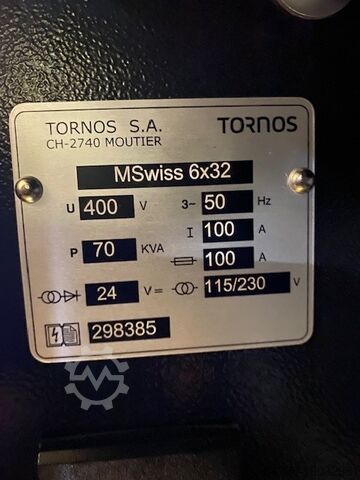 TORNOS S.A. TORNOS
CH-2740 MOUTIER
MSwiss 6x32
U 400 V 3~ 50 Hz
I 100 A
P 70 KVA
100 A
24 V= 115/230 V
298385